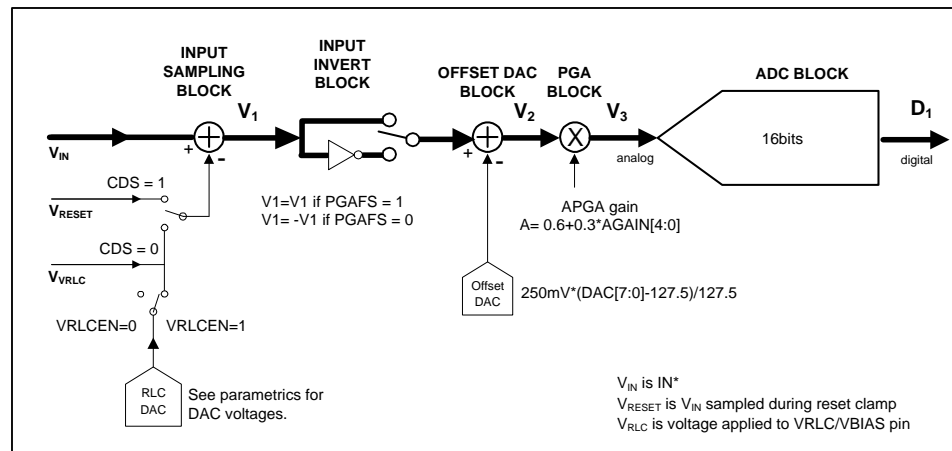 INPUT
SAMPLING
BLOCK
INPUT
INVERT
BLOCK
OFFSET DAC
BLOCK
PGA
BLOCK
ADC BLOCK
V1
V2
V3
D1
VIN
+
-
+
-
X
analog
16bits
digital
CDS = 1
VRESET
V1=V1 if PGAFS = 1
V1= -V1 if PGAFS = 0
APGA gain
A= 0.6+0.3*AGAIN[4:0]
CDS = 0
VVRLC
Offset
DAC
250mV*(DAC[7:0]-127.5)/127.5
VRLCEN=0
VRLCEN=1
RLC
DAC
See parametrics for
DAC voltages.
VIN is IN*
VRESET is VIN sampled during reset clamp
VRLC is voltage applied to VRLC/VBIAS pin